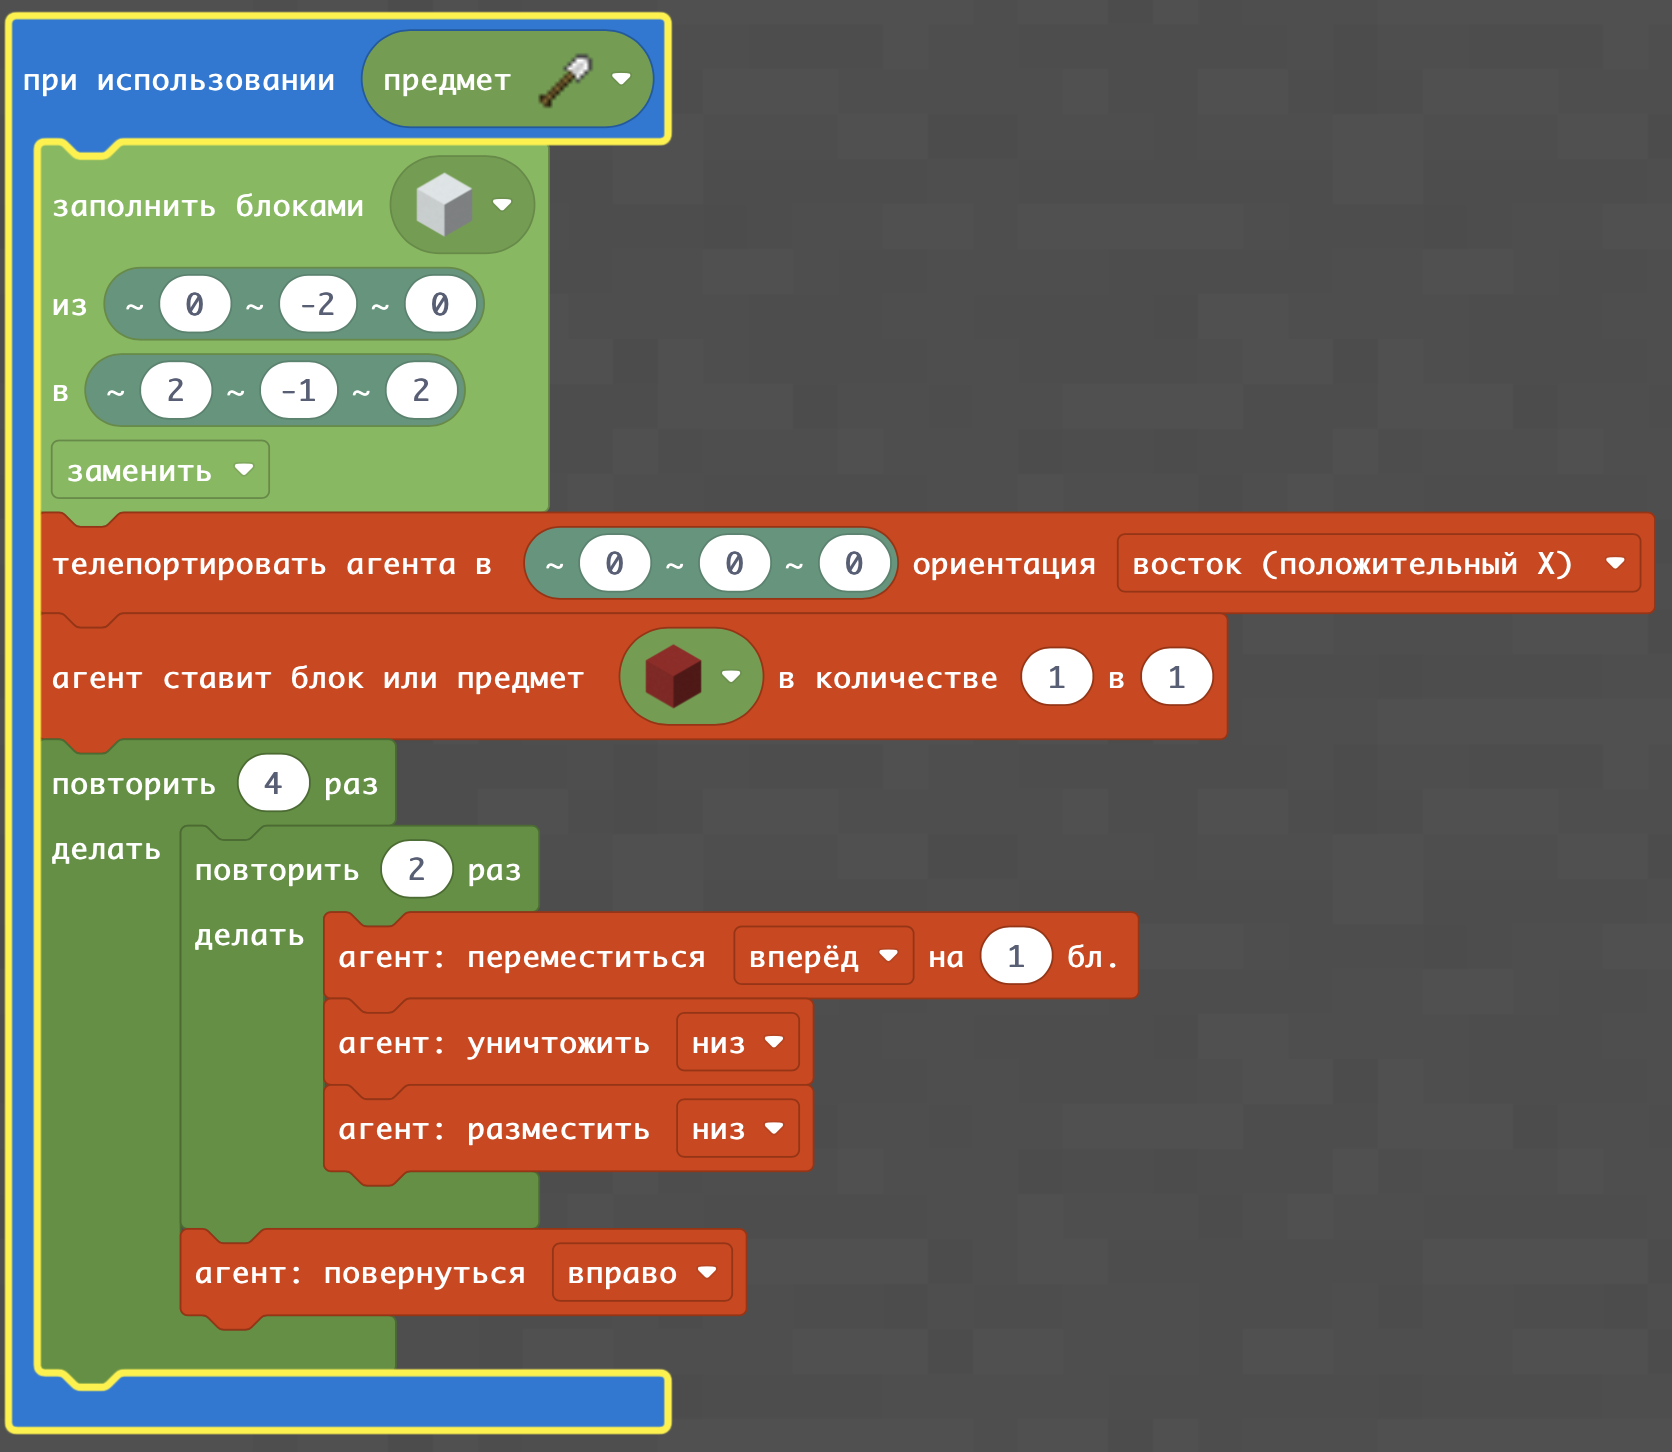 при использовании предмет
заполнить блоками
из ~ 0 ~ -2 ~ 0
в ~ 2 ~ -1 ~ 2
заменить
телепортировать агента в ~ 0 ~ 0 ~ 0 ориентация восток (положительный X)
агент ставит блок или предмет в количестве 1 в 1
повторить 4 раз
делать
повторить 2 раз
делать
агент: переместиться вперёд на 1 бл.
агент: уничтожить низ
агент: разместить низ
агент: повернуться вправо